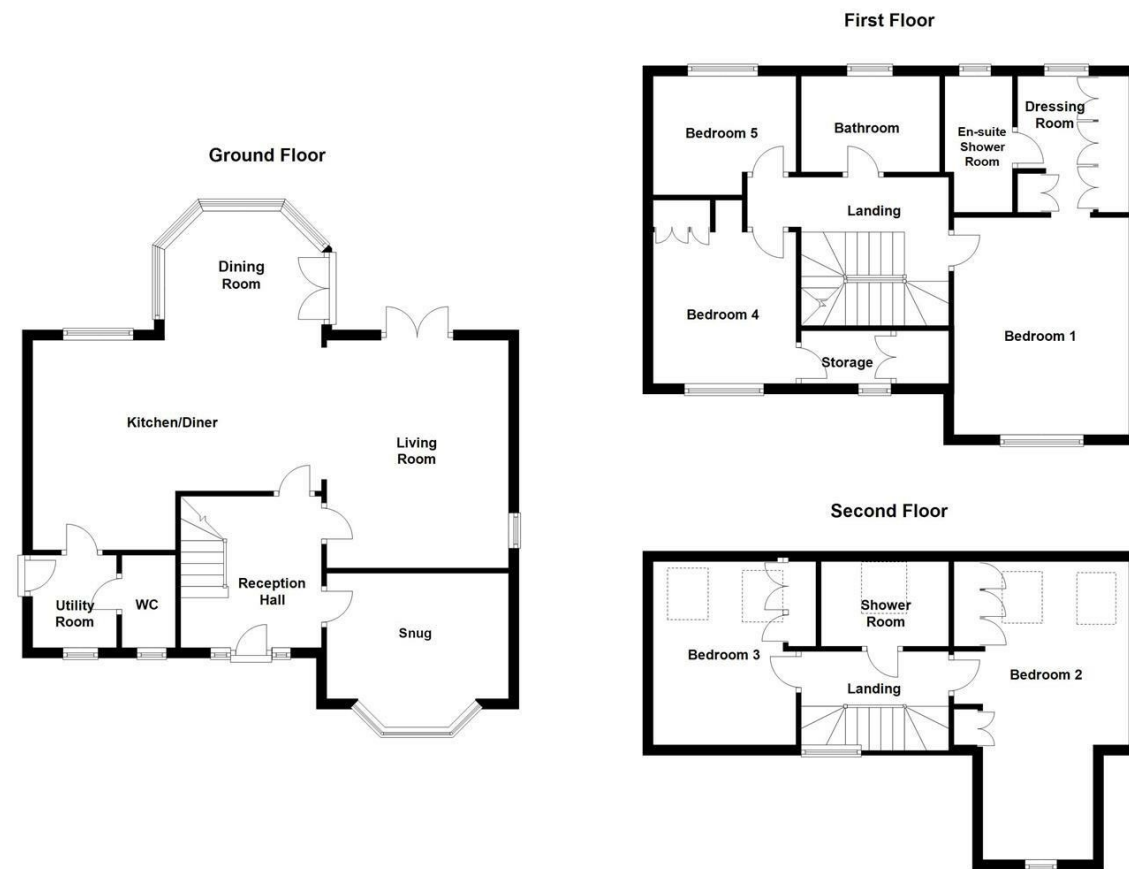 Ground Floor
Dining
Room
Kitchen/Diner
Living
Room
Reception
Hall
Utility
Room
WC
Snug
First Floor
Bedroom 5
Bathroom
En-suite
Shower
Room
Dressing
Room
Landing
Bedroom 4
Bedroom 1
Storage
Second Floor
Bedroom 3
Shower
Room
Landing
Bedroom 2